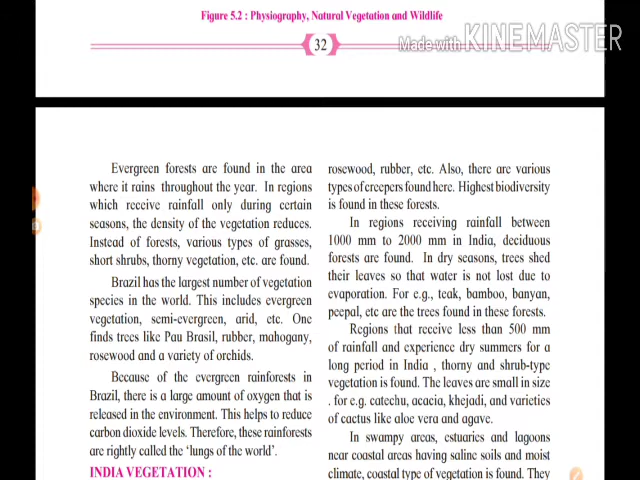 Figure 5.2 : Physiography, Natural Vegetation and Wildlife
32
Made with KINEMASTER
Evergreen forests are found in the area
where it rains throughout the year. In regions
which receive rainfall only during certain
seasons, the density of the vegetation reduces.
Instead of forests, various types of grasses,
short shrubs, thorny vegetation, etc. are found.
Brazil has the largest number of vegetation
species in the world. This includes evergreen
vegetation, semi-evergreen, arid, etc. One
finds trees like Pau Brasil, rubber, mahogany,
rosewood and a variety of orchids.
Because of the evergreen rainforests in
Brazil, there is a large amount of oxygen that is
released in the environment. This helps to reduce
carbon dioxide levels. Therefore, these rainforests
are rightly called the ‘lungs of the world’.
INDIA VEGETATION :
rosewood, rubber, etc. Also, there are various
types of creepers found here. Highest biodiversity
is found in these forests.
In regions receiving rainfall between
1000 mm to 2000 mm in India, deciduous
forests are found. In dry seasons, trees shed
their leaves so that water is not lost due to
evaporation. For e.g., teak, bamboo, banyan,
peepal, etc are the trees found in these forests.
Regions that receive less than 500 mm
of rainfall and experience dry summers for a
long period in India , thorny and shrub-type
vegetation is found. The leaves are small in size
. for e.g. catechu, acacia, khejadi, and varieties
of cactus like aloe vera and agave.
In swampy areas, estuaries and lagoons
near coastal areas having saline soils and moist
climate, coastal type of vegetation is found. They